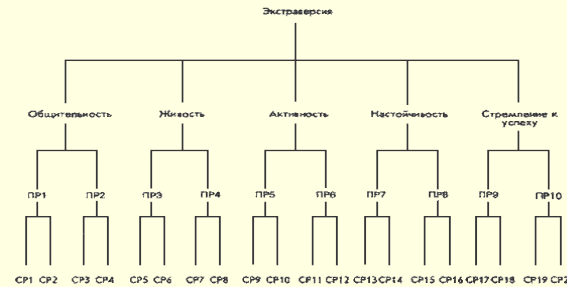 Экстраверсия
Общительность Живость Активность Настойчивость Стремление к
успеху
ПР1 ПР2 ПР3 ПР4 ПР5 ПР6 ПР7 ПР8 ПР9 ПР10
СР1 СР2 СР3 СР4 СР5 СР6 СР7 СР8 СР9 СР10 СР11 СР12 СР13 СР14 СР15 СР16 СР17 СР18 СР19 СР2